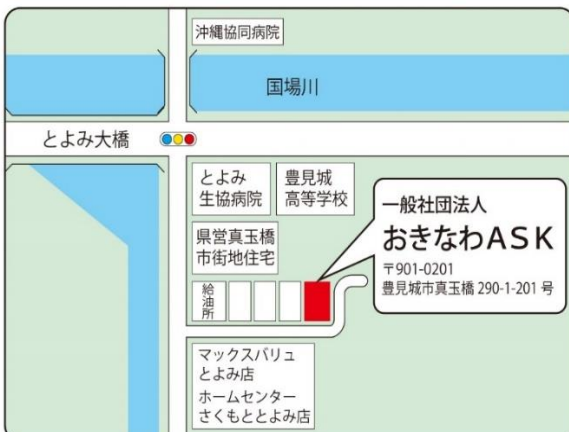 沖縄協同病院
国場川
とよみ大橋
とよみ
生協病院
豊見城
高等学校
県営真玉橋
市街地住宅
一般社団法人
おきなわASK
〒901-0201
豊見城市真玉橋 290-1-201 号
給油所
マックスバリュ
とよみ店
ホームセンター
さくもととよみ店